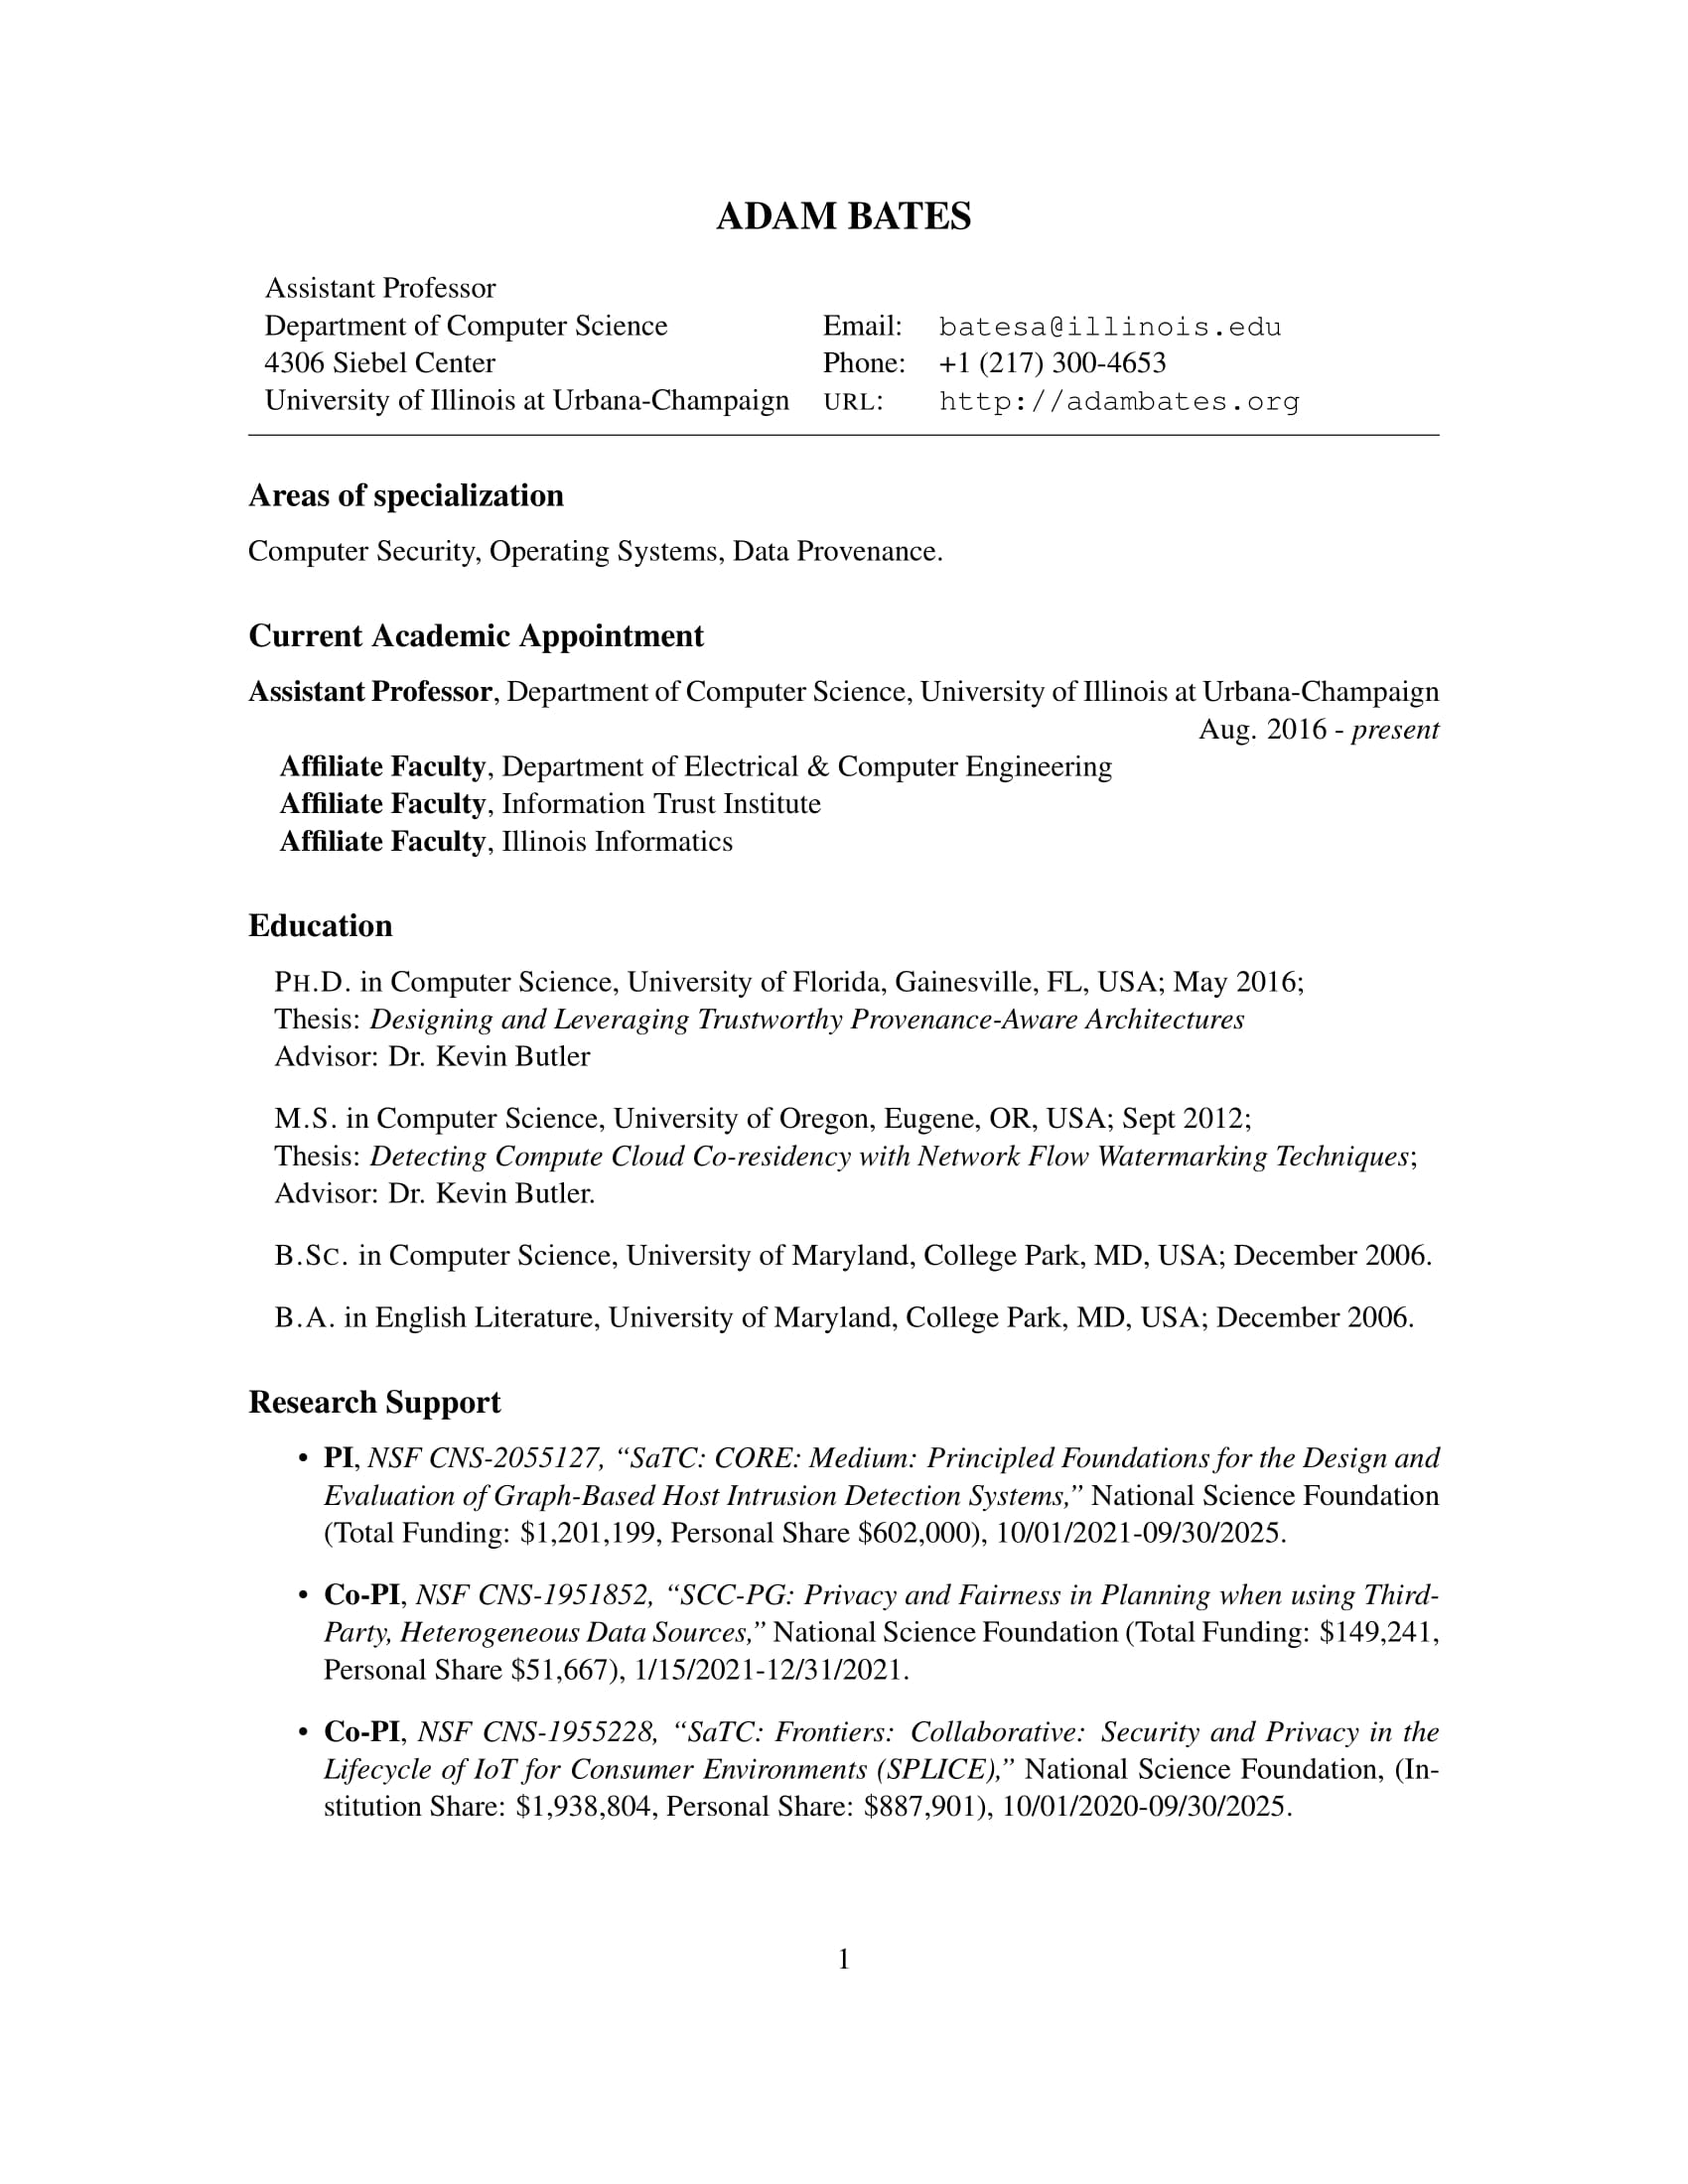 ADAM BATES
Assistant Professor
Department of Computer Science Email: batesa@illinois.edu
4306 Siebel Center Phone: +1 (217) 300-4653
University of Illinois at Urbana-Champaign URL: http://adambates.org
Areas of specialization
Computer Security, Operating Systems, Data Provenance.
Current Academic Appointment
Assistant Professor, Department of Computer Science, University of Illinois at Urbana-Champaign
Aug. 2016 - present
Affiliate Faculty, Department of Electrical & Computer Engineering
Affiliate Faculty, Information Trust Institute
Affiliate Faculty, Illinois Informatics
Education
PH.D. in Computer Science, University of Florida, Gainesville, FL, USA; May 2016;
Thesis: Designing and Leveraging Trustworthy Provenance-Aware Architectures
Advisor: Dr. Kevin Butler
M.S. in Computer Science, University of Oregon, Eugene, OR, USA; Sept 2012;
Thesis: Detecting Compute Cloud Co-residency with Network Flow Watermarking Techniques;
Advisor: Dr. Kevin Butler.
B.SC. in Computer Science, University of Maryland, College Park, MD, USA; December 2006.
B.A. in English Literature, University of Maryland, College Park, MD, USA; December 2006.
Research Support
• PI, NSF CNS-2055127, “SaTC: CORE: Medium: Principled Foundations for the Design and
Evaluation of Graph-Based Host Intrusion Detection Systems,” National Science Foundation
(Total Funding: $1,201,199, Personal Share $602,000), 10/01/2021-09/30/2025.
• Co-PI, NSF CNS-1951852, “SCC-PG: Privacy and Fairness in Planning when using Third-
Party, Heterogeneous Data Sources,” National Science Foundation (Total Funding: $149,241,
Personal Share $51,667), 1/15/2021-12/31/2021.
• Co-PI, NSF CNS-1955228, “SaTC: Frontiers: Collaborative: Security and Privacy in the
Lifecycle of IoT for Consumer Environments (SPLICE),” National Science Foundation, (In-
stitution Share: $1,938,804, Personal Share: $887,901), 10/01/2020-09/30/2025.
1